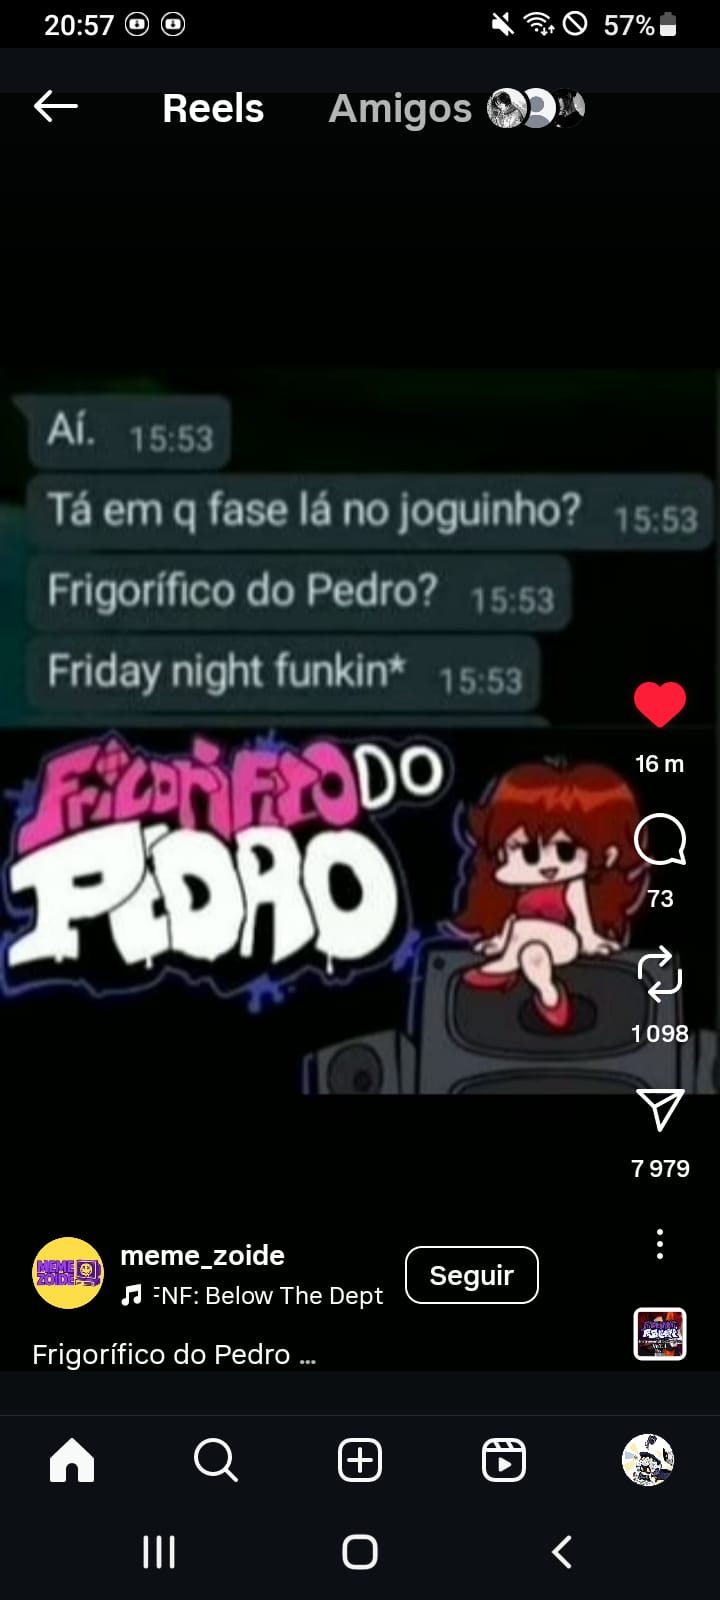 20:57
57%
Reels
Amigos
Aí. 15:53
Tá em q fase lá no joguinho? 15:53
Frigorífico do Pedro? 15:53
Friday night funkin* 15:53
FRIGORIFICO DO
PEDRO
16 m
73
1 098
7 979
MEME
ZOIDE
meme_zoide
FNF: Below The Dept
Seguir
Frigorífico do Pedro ...